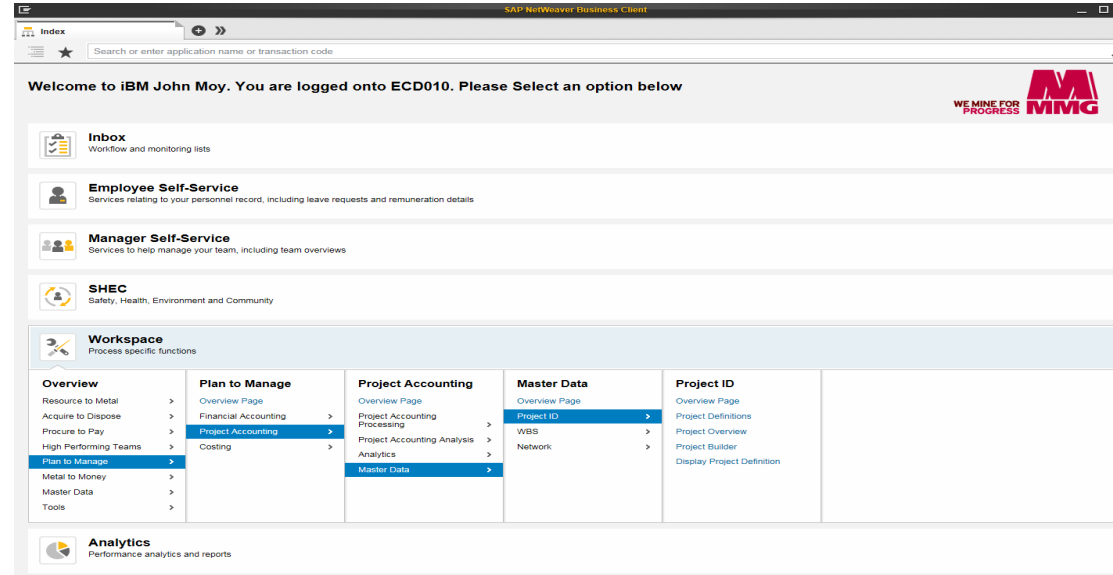 SAP NetWeaver Business Client
Index
Search or enter application name or transaction code
Welcome to iBM John Moy. You are logged onto ECD010. Please Select an option below
WE MINE FOR
PROGRESS
MMG
Inbox
Workflow and monitoring lists
Employee Self-Service
Services relating to your personnel record, including leave requests and remuneration details
Manager Self-Service
Services to help manage your team, including team overviews
SHEC
Safety, Health, Environment and Community
Workspace
Process specific functions
Overview
Resource to Metal
Acquire to Dispose
Procure to Pay
High Performing Teams
Plan to Manage
Metal to Money
Master Data
Tools
Plan to Manage
Overview Page
Financial Accounting
Project Accounting
Costing
Project Accounting
Overview Page
Project Accounting
Processing
Project Accounting Analysis
Analytics
Master Data
Master Data
Overview Page
Project ID
WBS
Network
Project ID
Overview Page
Project Definitions
Project Overview
Project Builder
Display Project Definition
Analytics
Performance analytics and reports